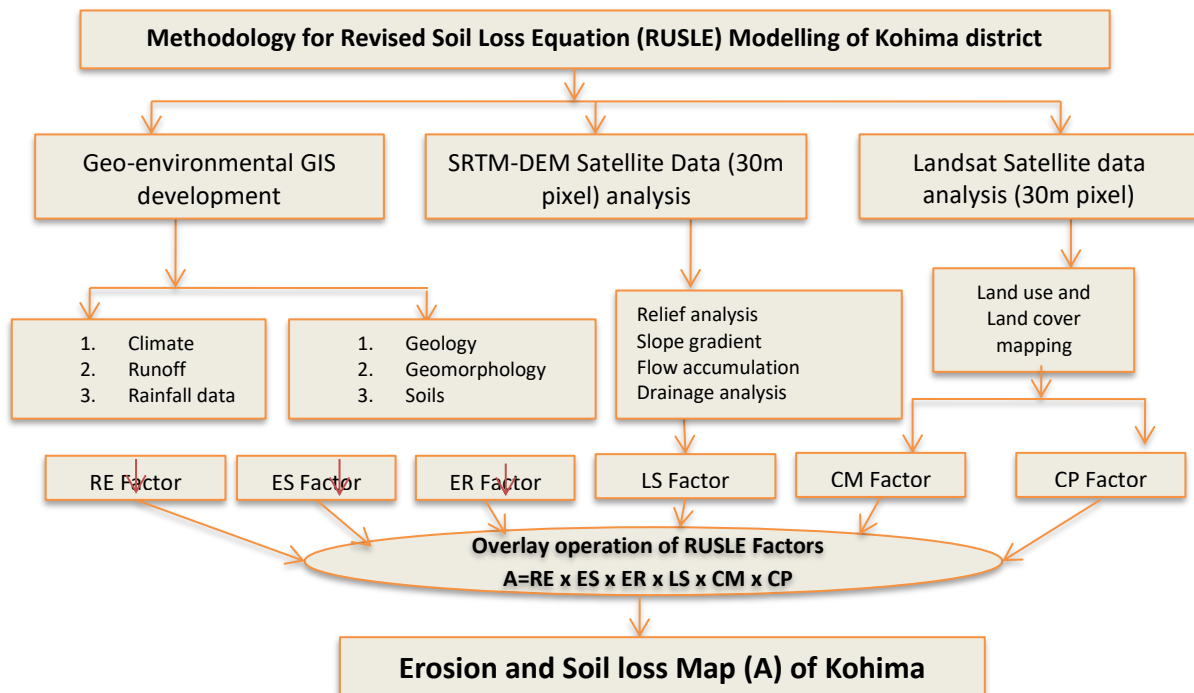 Methodology for Revised Soil Loss Equation (RUSLE) Modelling of Kohima district
Geo-environmental GIS
development
SRTM-DEM Satellite Data (30m
pixel) analysis
Landsat Satellite data
analysis (30m pixel)
1. Climate
2. Runoff
3. Rainfall data
1. Geology
2. Geomorphology
3. Soils
Relief analysis
Slope gradient
Flow accumulation
Drainage analysis
Land use and
Land cover
mapping
RE Factor
ES Factor
ER Factor
LS Factor
CM Factor
CP Factor
Overlay operation of RUSLE Factors
A=RE x ES x ER x LS x CM x CP
Erosion and Soil loss Map (A) of Kohima